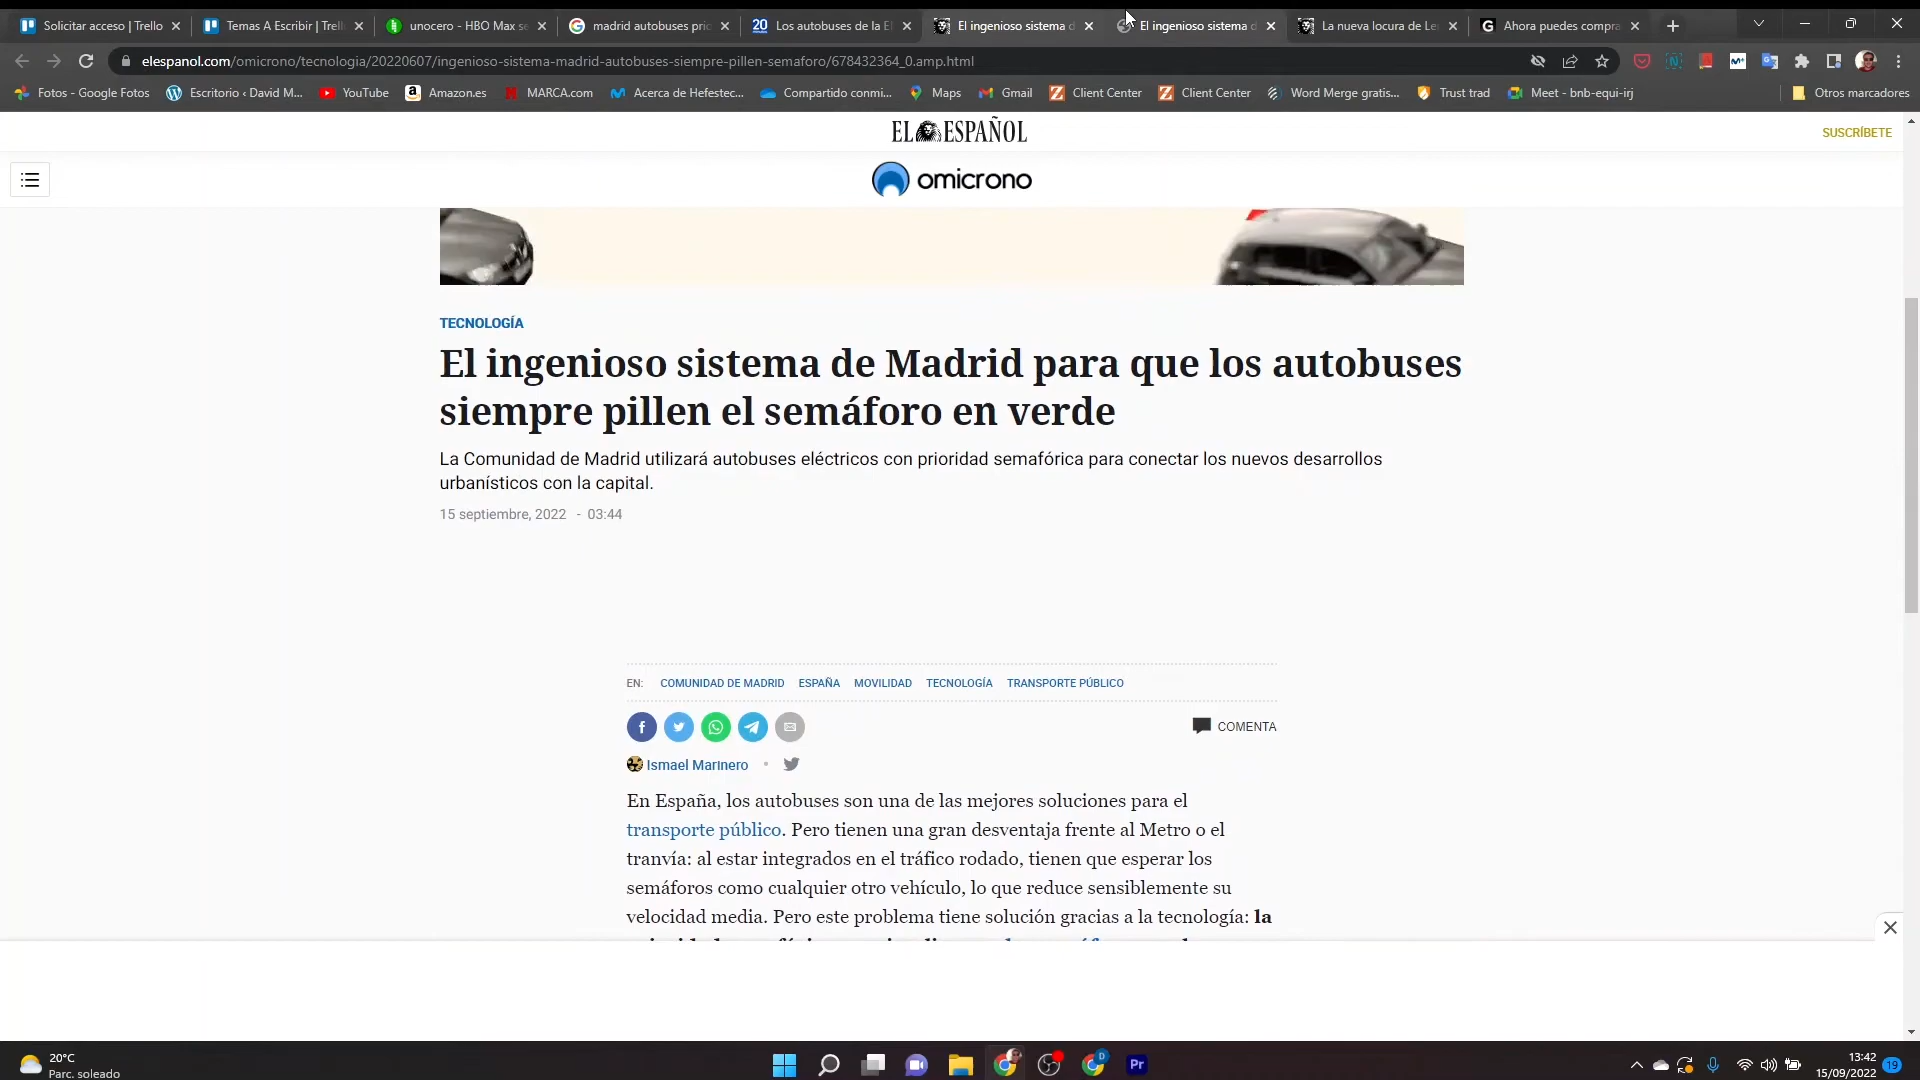 Solicitar acceso | Trello
Temas A Escribir | Trell
unocero - HBO Max se
madrid autobuses prio
20 Los autobuses de la E
El ingenioso sistema d
El ingenioso sistema d
La nueva locura de Le
G Ahora puedes compra
elespanol.com/omicrono/tecnologia/20220607/ingenioso-sistema-madrid-autobuses-siempre-pillen-semaforo/678432364_0.amp.html
Fotos - Google Fotos
Escritorio ‹ David M...
YouTube
Amazon.es
MARCA.com
Acerca de Hefestec...
Compartido conmi...
Maps
Gmail
Client Center
Client Center
Word Merge gratis...
Trust trad
Meet - bnb-equi-irj
Otros marcadores
EL ESPAÑOL
SUSCRÍBETE
omicrono
TECNOLOGÍA
El ingenioso sistema de Madrid para que los autobuses
siempre pillen el semáforo en verde
La Comunidad de Madrid utilizará autobuses eléctricos con prioridad semafórica para conectar los nuevos desarrollos
urbanísticos con la capital.
15 septiembre, 2022 - 03:44
EN: COMUNIDAD DE MADRID ESPAÑA MOVILIDAD TECNOLOGÍA TRANSPORTE PÚBLICO
COMENTA
Ismael Marinero
En España, los autobuses son una de las mejores soluciones para el
transporte público. Pero tienen una gran desventaja frente al Metro o el
tranvía: al estar integrados en el tráfico rodado, tienen que esperar los
semáforos como cualquier otro vehículo, lo que reduce sensiblemente su
velocidad media. Pero este problema tiene solución gracias a la tecnología: la
20°C
Parc. soleado
Pr
13:42
15/09/2022
19